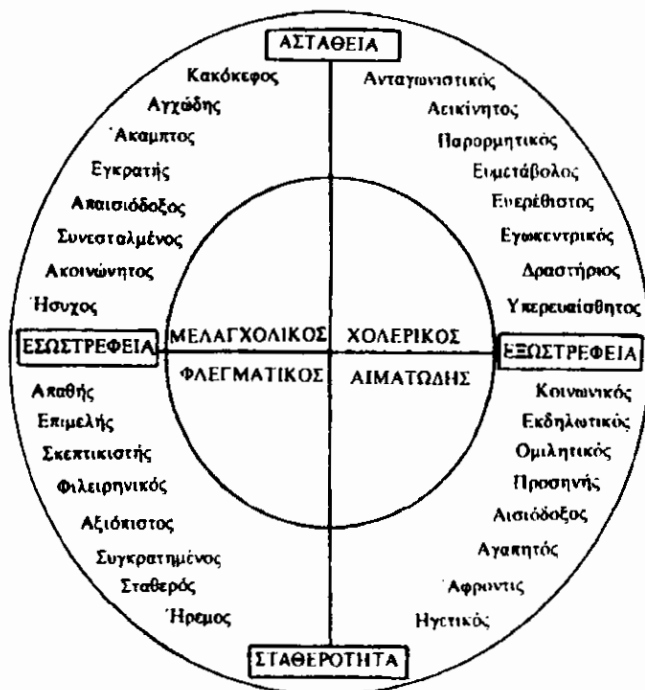 ΑΣΤΑΘΕΙΑ
Κακόκεφος
Αγχώδης
Άκαμπτος
Εγκρατής
Απαισιόδοξος
Συνεσταλμένος
Ακοινώνητος
Ήσυχος
Ανταγωνιστικός
Αεικίνητος
Παρορμητικός
Ευμετάβολος
Ευερέθιστος
Εγωκεντρικός
Δραστήριος
Υπερευαίσθητος
ΕΣΩΣΤΡΕΦΕΙΑ
ΜΕΛΑΓΧΟΛΙΚΟΣ
ΧΟΛΕΡΙΚΟΣ
ΕΞΩΣΤΡΕΦΕΙΑ
ΦΛΕΓΜΑΤΙΚΟΣ
ΑΙΜΑΤΩΔΗΣ
Απαθής
Επιμελής
Σκεπτικιστής
Φιλειρηνικός
Αξιόπιστος
Συγκρατημένος
Σταθερός
Ήρεμος
Κοινωνικός
Εκδηλωτικός
Ομιλητικός
Προσηνής
Αισιόδοξος
Αγαπητός
Άφροντις
Ηγετικός
ΣΤΑΘΕΡΟΤΗΤΑ